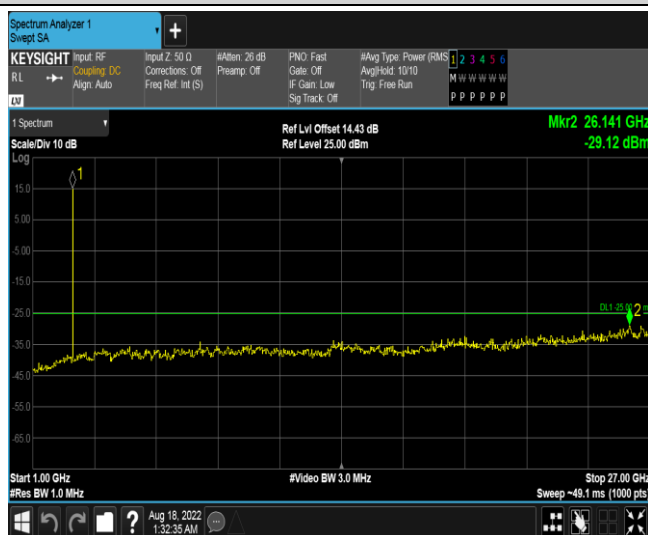 Spectrum Analyzer 1
Swept SA
+
KEYSIGHT
RL
LXI
Input: RF
Coupling: DC
Align: Auto
Input Z: 50 Ω
Corrections: Off
Freq Ref: Int (S)
#Atten: 26 dB
Preamp: Off
PNO: Fast
Gate: Off
IF Gain: Low
Sig Track: Off
#Avg Type: Power (RMS
Avg|Hold: 10/10
Trig: Free Run
1 2 3 4 5 6
M W W W W W
P P P P P P
1 Spectrum
Scale/Div 10 dB
Log
Ref Lvl Offset 14.43 dB
Ref Level 25.00 dBm
Mkr2 26.141 GHz
-29.12 dBm
1
15.0
5.00
-5.00
-15.0
-25.0
DL1 -25.00
2
-35.0
-45.0
-55.0
-65.0
Start 1.00 GHz
#Res BW 1.0 MHz
#Video BW 3.0 MHz
Stop 27.00 GHz
Sweep ~49.1 ms (1000 pts)
?
Aug 18, 2022
1:32:35 AM